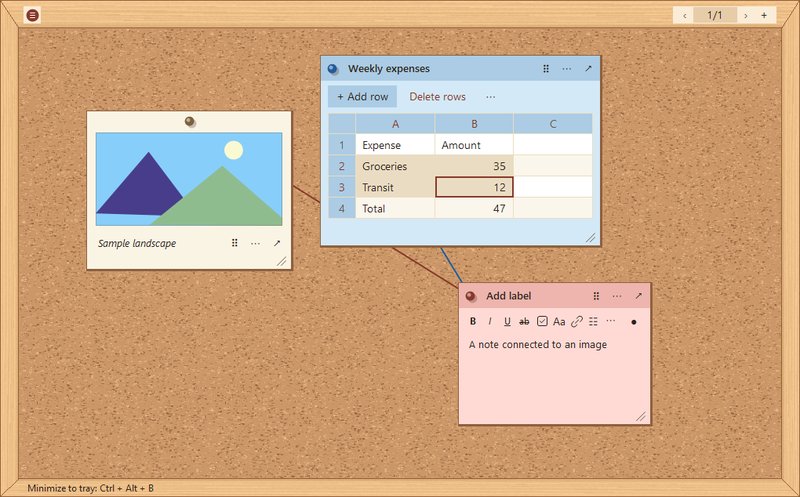 1/1
Weekly expenses
+ Add row Delete rows
A B C
1 Expense Amount
2 Groceries 35
3 Transit 12
4 Total 47
Sample landscape
Add label
B I U ab Aa
A note connected to an image
Minimize to tray: Ctrl + Alt + B